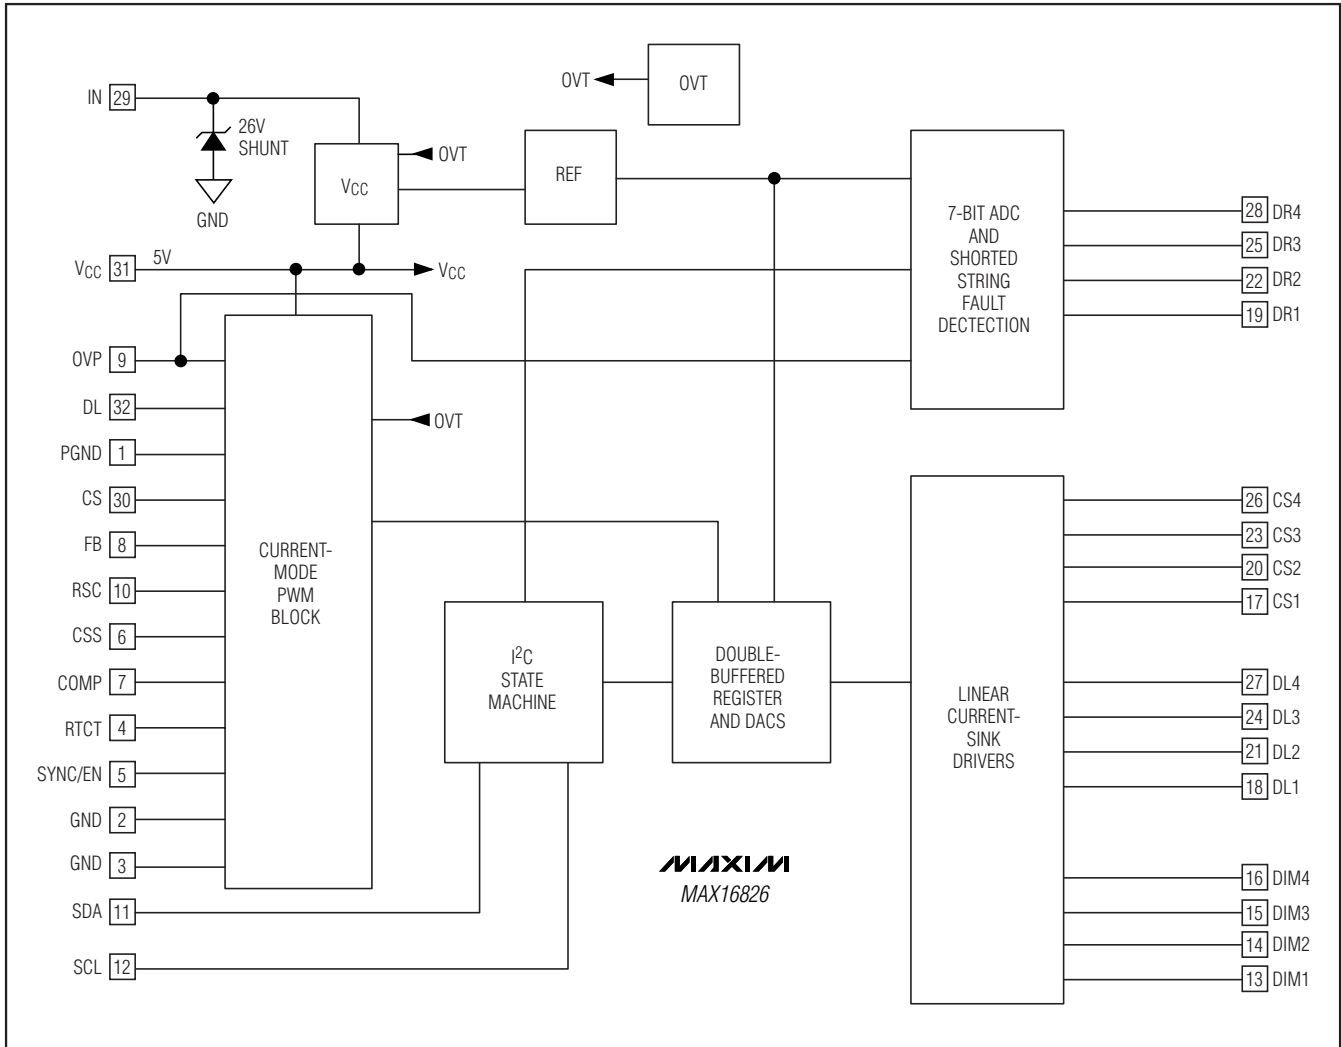 OVT
OVT
IN 29
26V
SHUNT
GND
OVT
VCC
REF
7-BIT ADC
AND
SHORTED
STRING
FAULT
DECTECTION
28 DR4
25 DR3
22 DR2
19 DR1
VCC 31
5V
VCC
OVP 9
DL 32
PGND 1
CS 30
FB 8
RSC 10
CSS 6
COMP 7
RTCT 4
SYNC/EN 5
GND 2
GND 3
SDA 11
SCL 12
OVT
CURRENT-
MODE
PWM
BLOCK
I2C
STATE
MACHINE
DOUBLE-
BUFFERED
REGISTER
AND DACS
LINEAR
CURRENT-
SINK
DRIVERS
26 CS4
23 CS3
20 CS2
17 CS1
27 DL4
24 DL3
21 DL2
18 DL1
16 DIM4
15 DIM3
14 DIM2
13 DIM1
MAXIM
MAX16826